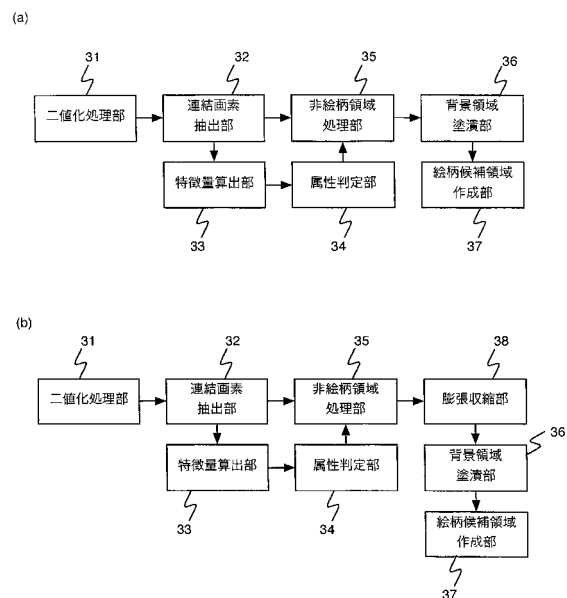 (a)
31
32
35
36
二値化処理部
連結画素
抽出部
非絵柄領域
処理部
背景領域
塗潰部
特徴量算出部
属性判定部
絵柄候補領域
作成部
33
34
37
(b)
31
32
35
38
二値化処理部
連結画素
抽出部
非絵柄領域
処理部
膨張収縮部
36
特徴量算出部
属性判定部
背景領域
塗潰部
33
34
絵柄候補領域
作成部
37